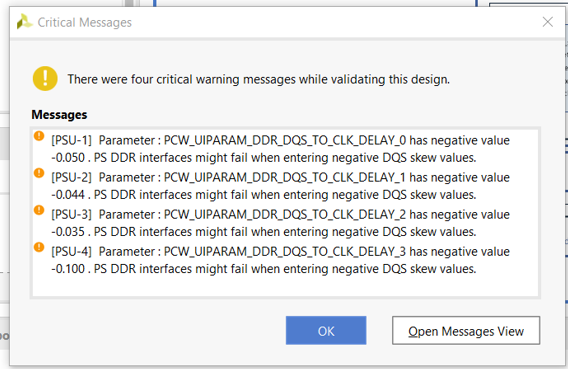 Critical Messages
There were four critical warning messages while validating this design.
Messages
[PSU-1] Parameter : PCW_UIPARAM_DDR_DQS_TO_CLK_DELAY_0 has negative value
-0.050 . PS DDR interfaces might fail when entering negative DQS skew values.
[PSU-2] Parameter : PCW_UIPARAM_DDR_DQS_TO_CLK_DELAY_1 has negative value
-0.044 . PS DDR interfaces might fail when entering negative DQS skew values.
[PSU-3] Parameter : PCW_UIPARAM_DDR_DQS_TO_CLK_DELAY_2 has negative value
-0.035 . PS DDR interfaces might fail when entering negative DQS skew values.
[PSU-4] Parameter : PCW_UIPARAM_DDR_DQS_TO_CLK_DELAY_3 has negative value
-0.100 . PS DDR interfaces might fail when entering negative DQS skew values.
OK
Open Messages View